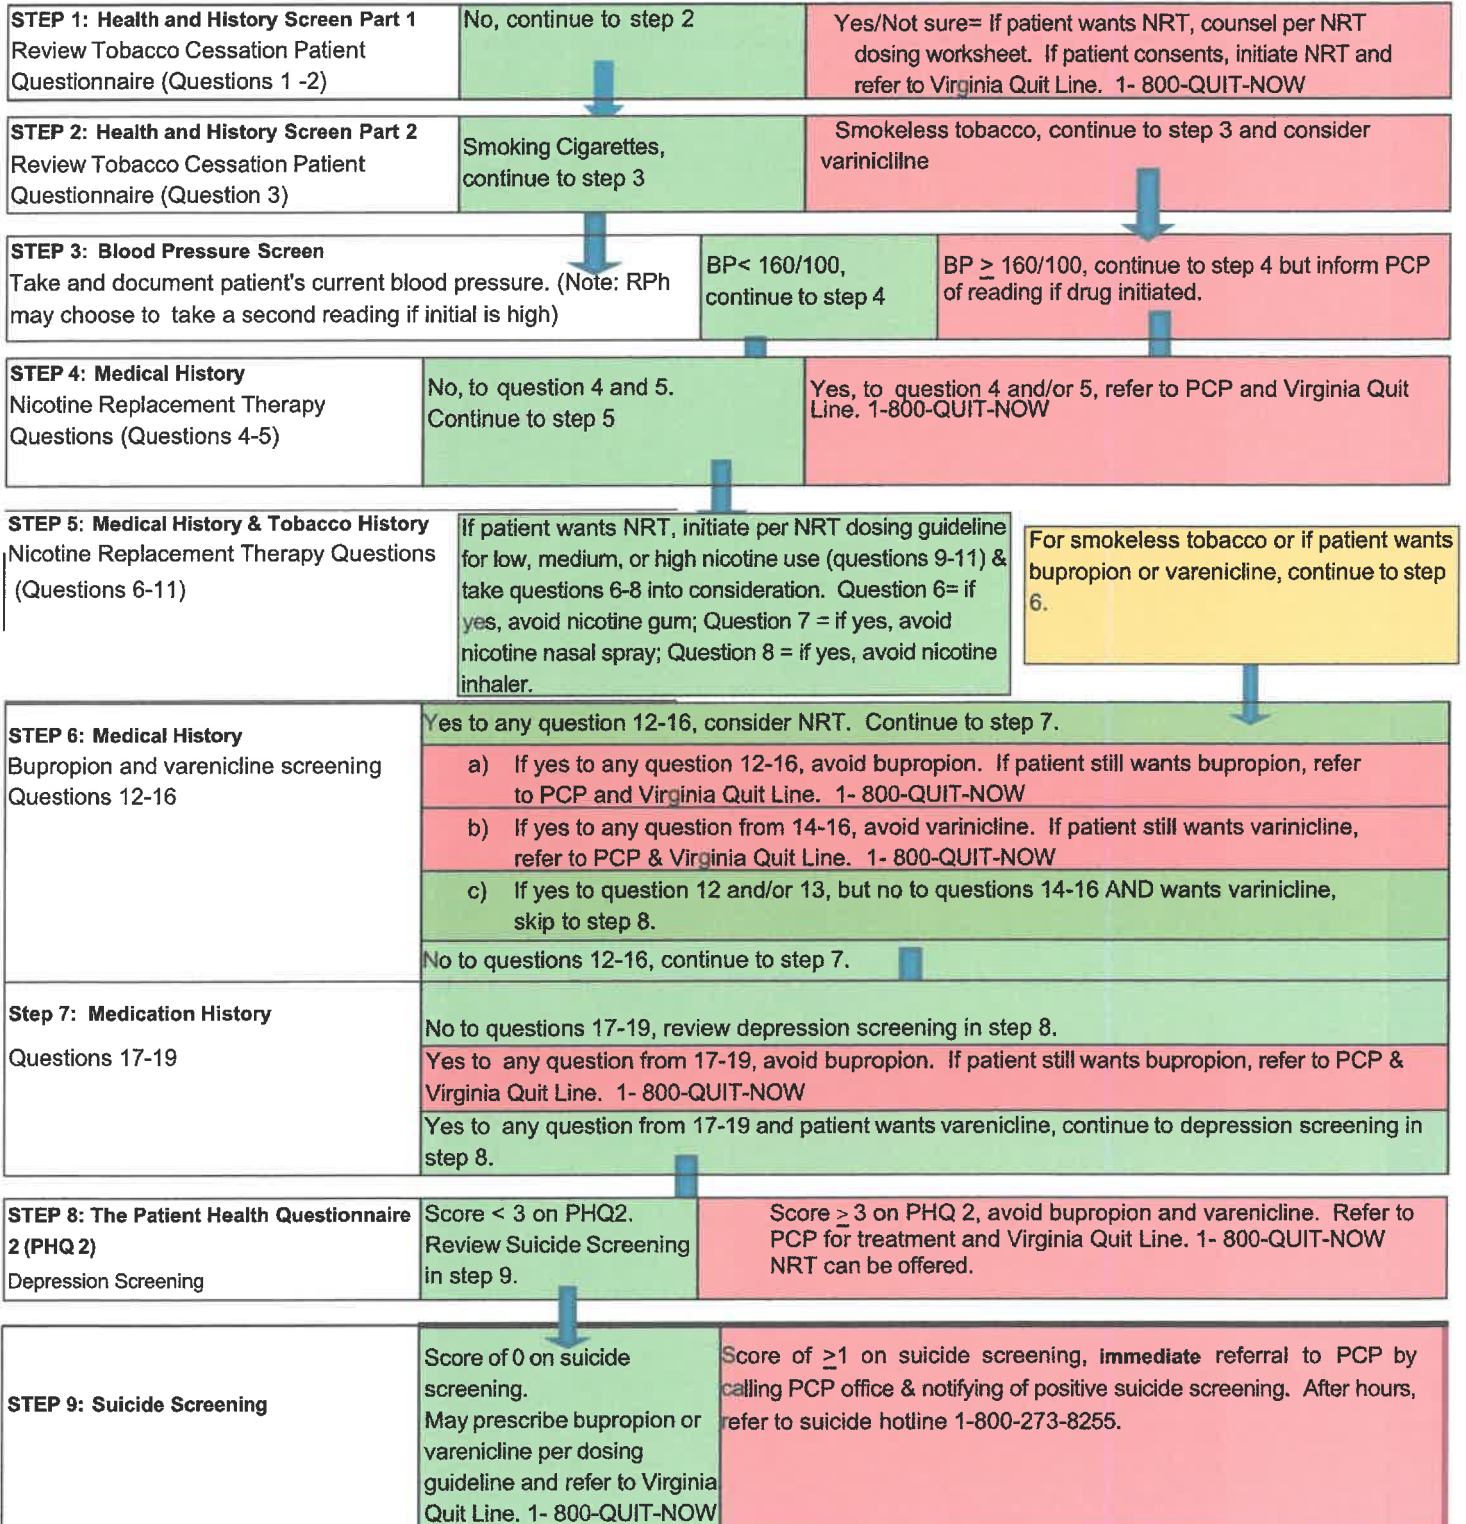 STEP 1: Health and History Screen Part 1
Review Tobacco Cessation Patient
Questionnaire (Questions 1 -2)
No, continue to step 2
Yes/Not sure= If patient wants NRT, counsel per NRT
dosing worksheet. If patient consents, initiate NRT and
refer to Virginia Quit Line. 1- 800-QUIT-NOW
STEP 2: Health and History Screen Part 2
Review Tobacco Cessation Patient
Questionnaire (Question 3)
Smoking Cigarettes,
continue to step 3
Smokeless tobacco, continue to step 3 and consider
variniclilne
STEP 3: Blood Pressure Screen
Take and document patient's current blood pressure. (Note: RPh
may choose to take a second reading if initial is high)
BP< 160/100,
continue to step 4
BP ≥ 160/100, continue to step 4 but inform PCP
of reading if drug initiated.
STEP 4: Medical History
Nicotine Replacement Therapy
Questions (Questions 4-5)
No, to question 4 and 5.
Continue to step 5
Yes, to question 4 and/or 5, refer to PCP and Virginia Quit
Line. 1-800-QUIT-NOW
STEP 5: Medical History & Tobacco History
Nicotine Replacement Therapy Questions
(Questions 6-11)
If patient wants NRT, initiate per NRT dosing guideline
for low, medium, or high nicotine use (questions 9-11) &
take questions 6-8 into consideration. Question 6= if
yes, avoid nicotine gum; Question 7 = if yes, avoid
nicotine nasal spray; Question 8 = if yes, avoid nicotine
inhaler.
For smokeless tobacco or if patient wants
bupropion or varenicline, continue to step
6.
STEP 6: Medical History
Bupropion and varenicline screening
Questions 12-16
Yes to any question 12-16, consider NRT. Continue to step 7.
a) If yes to any question 12-16, avoid bupropion. If patient still wants bupropion, refer
to PCP and Virginia Quit Line. 1- 800-QUIT-NOW
b) If yes to any question from 14-16, avoid varinicline. If patient still wants varinicline,
refer to PCP & Virginia Quit Line. 1- 800-QUIT-NOW
c) If yes to question 12 and/or 13, but no to questions 14-16 AND wants varinicline,
skip to step 8.
No to questions 12-16, continue to step 7.
Step 7: Medication History
Questions 17-19
No to questions 17-19, review depression screening in step 8.
Yes to any question from 17-19, avoid bupropion. If patient still wants bupropion, refer to PCP &
Virginia Quit Line. 1- 800-QUIT-NOW
Yes to any question from 17-19 and patient wants varenicline, continue to depression screening in
step 8.
STEP 8: The Patient Health Questionnaire
2 (PHQ 2)
Depression Screening
Score < 3 on PHQ2.
Review Suicide Screening
in step 9.
Score ≥ 3 on PHQ 2, avoid bupropion and varenicline. Refer to
PCP for treatment and Virginia Quit Line. 1- 800-QUIT-NOW
NRT can be offered.
STEP 9: Suicide Screening
Score of 0 on suicide
screening.
May prescribe bupropion or
varenicline per dosing
guideline and refer to Virginia
Quit Line. 1- 800-QUIT-NOW
Score of ≥1 on suicide screening, immediate referral to PCP by
calling PCP office & notifying of positive suicide screening. After hours,
refer to suicide hotline 1-800-273-8255.